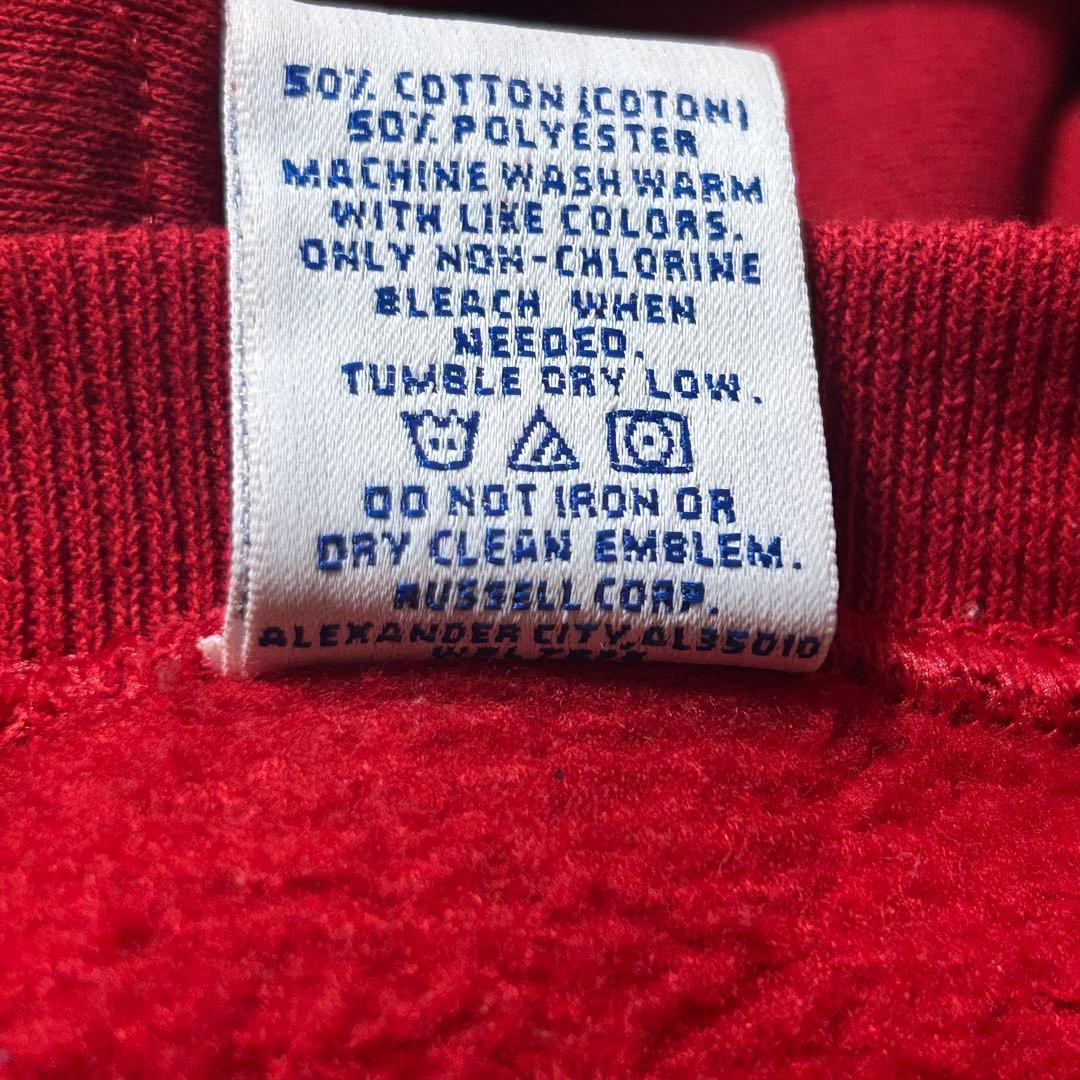 50% COTTON (COTON)
50% POLYESTER
MACHINE WASH WARM
WITH LIKE COLORS.
ONLY NON-CHLORINE
BLEACH WHEN
NEEDED.
TUMBLE DRY LOW.
DO NOT IRON OR
DRY CLEAN EMBLEM.
RUSSELL CORP.
ALEXANDER CITY, AL35010